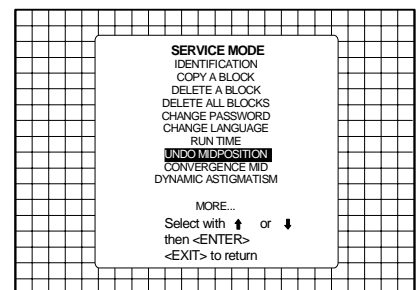 SERVICE MODE
IDENTIFICATION
COPY A BLOCK
DELETE A BLOCK
DELETE ALL BLOCKS
CHANGE PASSWORD
CHANGE LANGUAGE
RUN TIME
UNDO MIDPOSITION
CONVERGENCE MID
DYNAMIC ASTIGMATISM
MORE...
Select with ↑ or ↓
then <ENTER>
<EXIT> to return